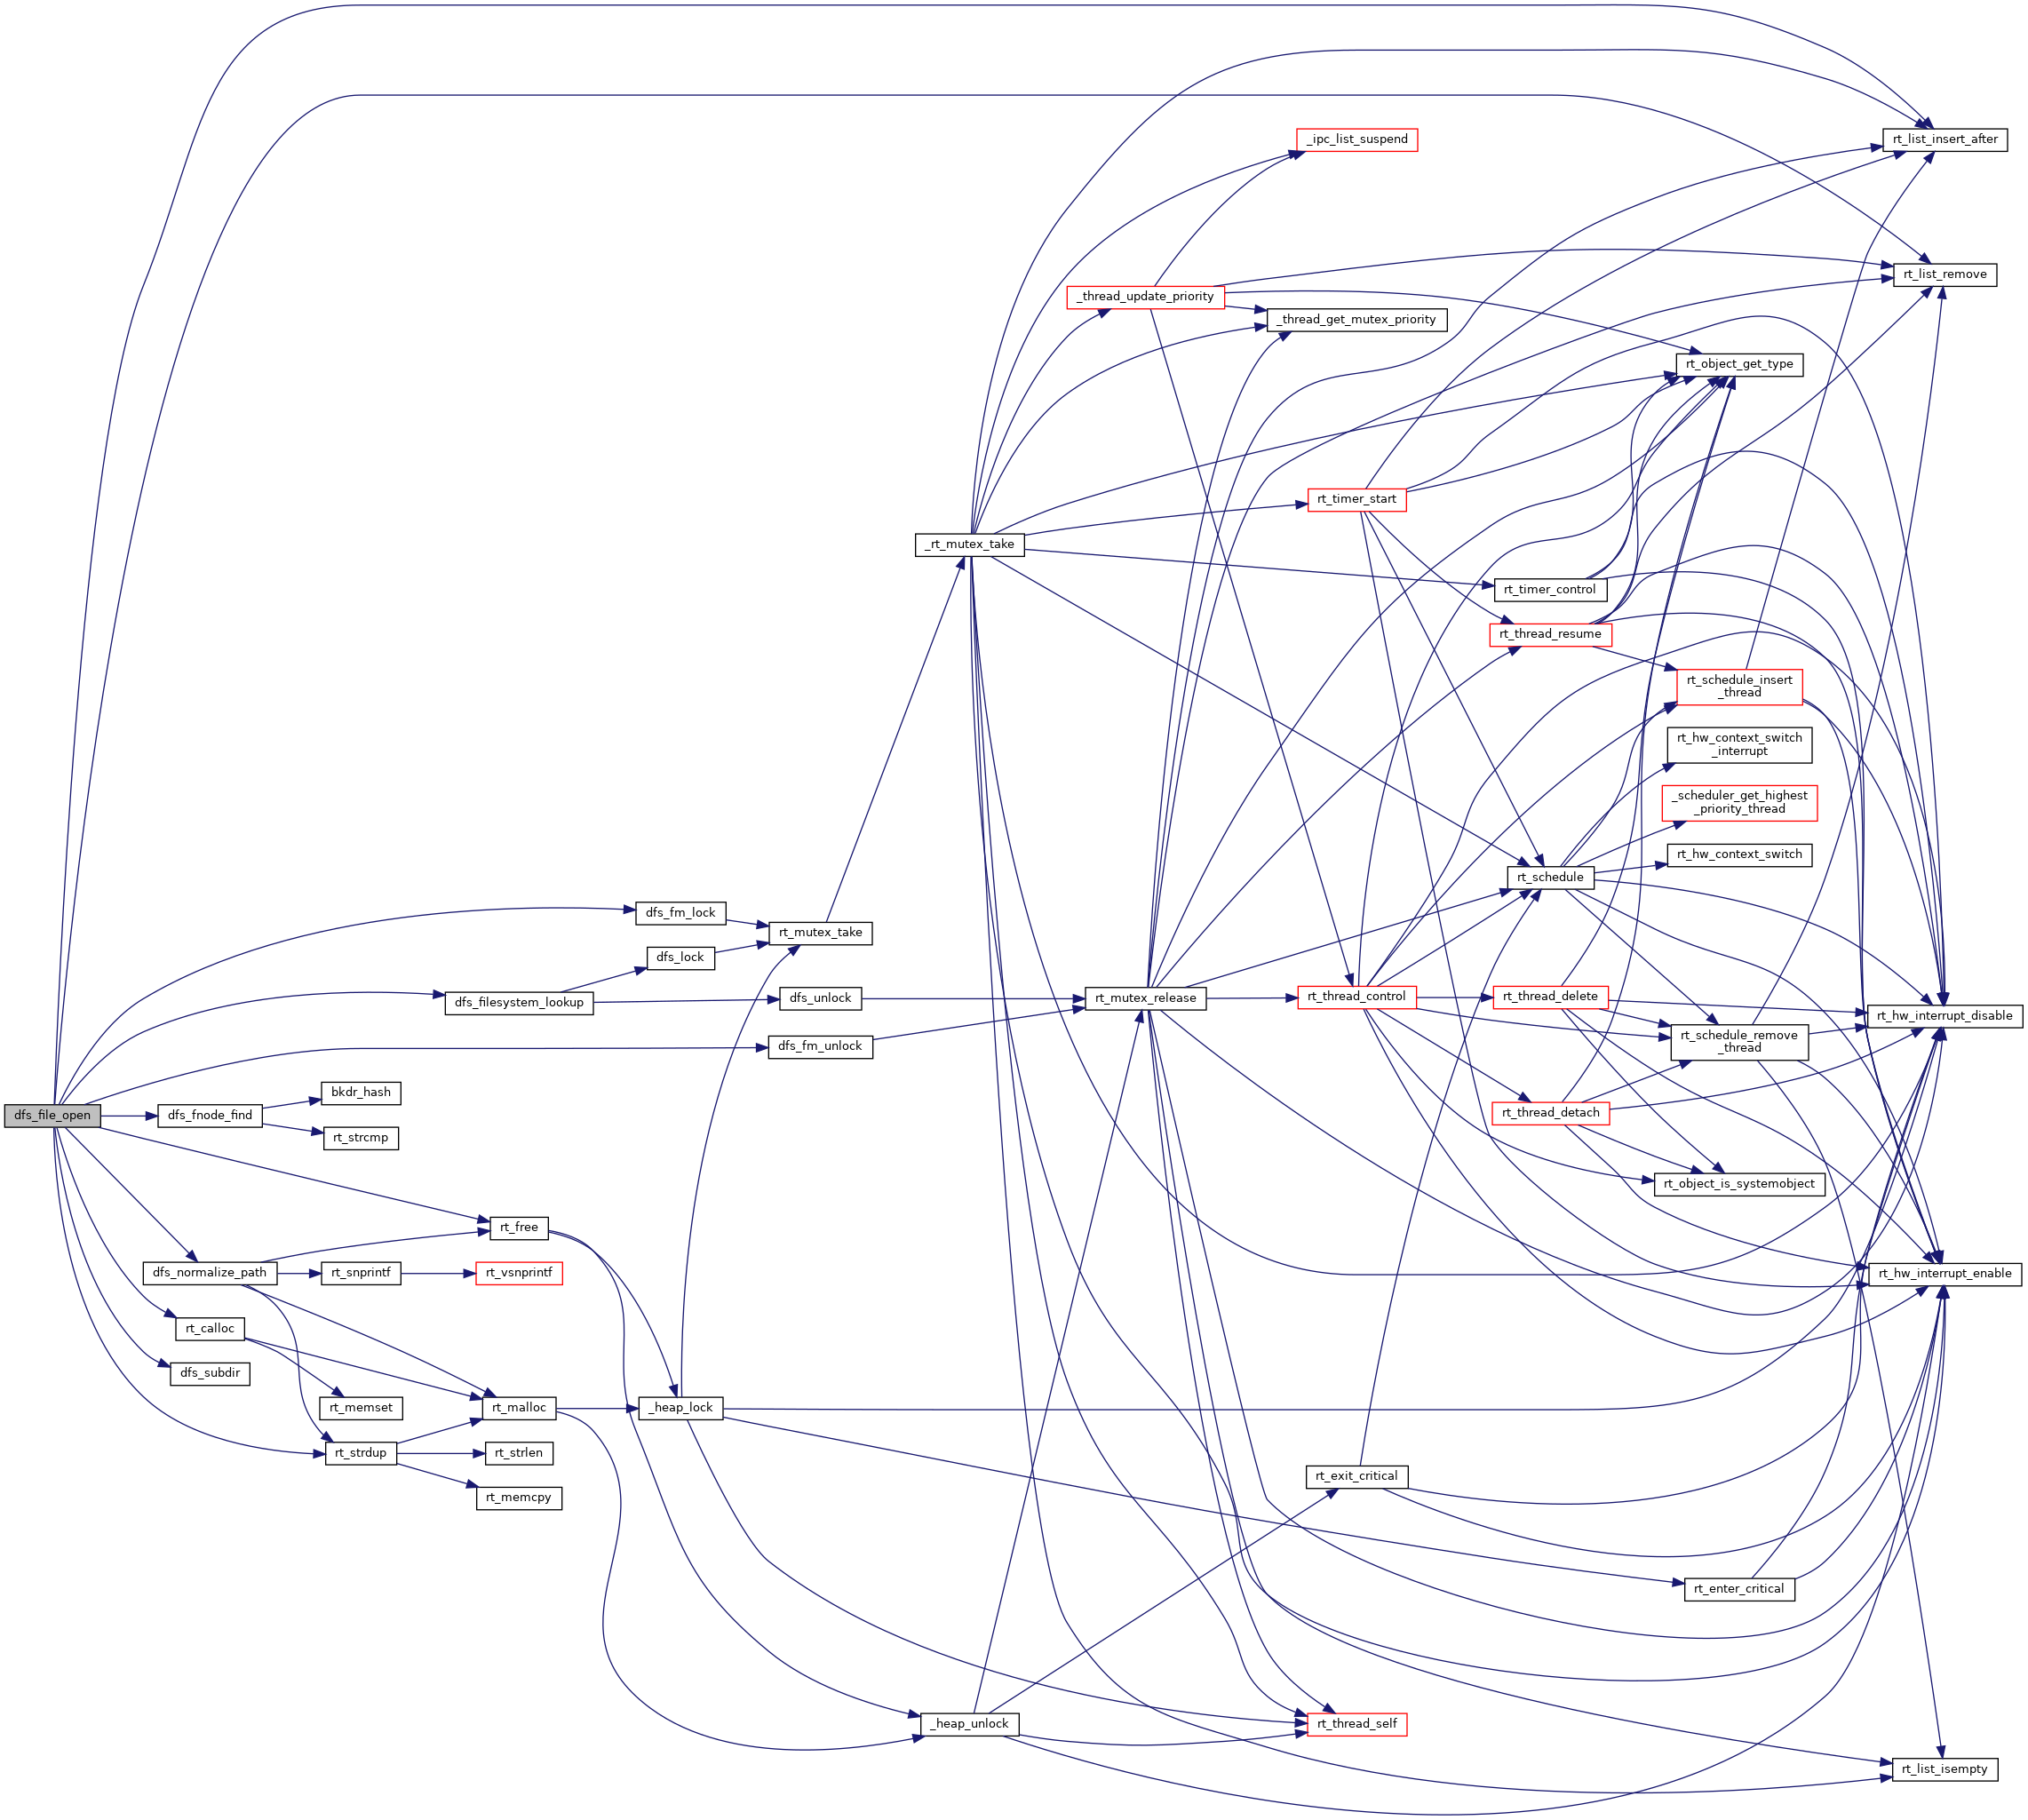 rt_list_insert_after
_ipc_list_suspend
rt_list_remove
_thread_update_priority
_thread_get_mutex_priority
rt_object_get_type
rt_timer_start
_rt_mutex_take
rt_timer_control
rt_thread_resume
rt_schedule_insert
_thread
rt_hw_context_switch
_interrupt
_scheduler_get_highest
_priority_thread
rt_hw_context_switch
rt_schedule
dfs_fm_lock
rt_mutex_take
dfs_lock
dfs_filesystem_lookup
dfs_unlock
rt_mutex_release
rt_thread_control
rt_thread_delete
rt_hw_interrupt_disable
rt_schedule_remove
_thread
dfs_fm_unlock
bkdr_hash
dfs_file_open
dfs_fnode_find
rt_thread_detach
rt_strcmp
rt_object_is_systemobject
rt_free
dfs_normalize_path
rt_snprintf
rt_vsnprintf
rt_hw_interrupt_enable
rt_calloc
dfs_subdir
rt_memset
rt_malloc
_heap_lock
rt_strdup
rt_strlen
rt_exit_critical
rt_memcpy
rt_enter_critical
_heap_unlock
rt_thread_self
rt_list_isempty